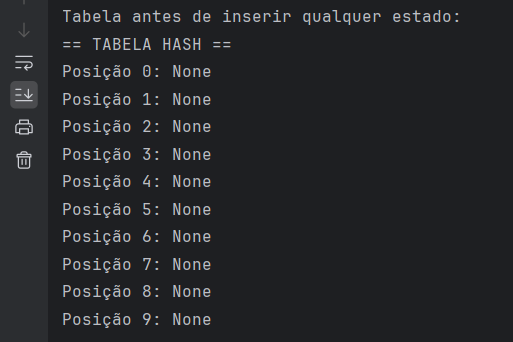 Tabela antes de inserir qualquer estado:
== TABELA HASH ==
Posição 0: None
Posição 1: None
Posição 2: None
Posição 3: None
Posição 4: None
Posição 5: None
Posição 6: None
Posição 7: None
Posição 8: None
Posição 9: None